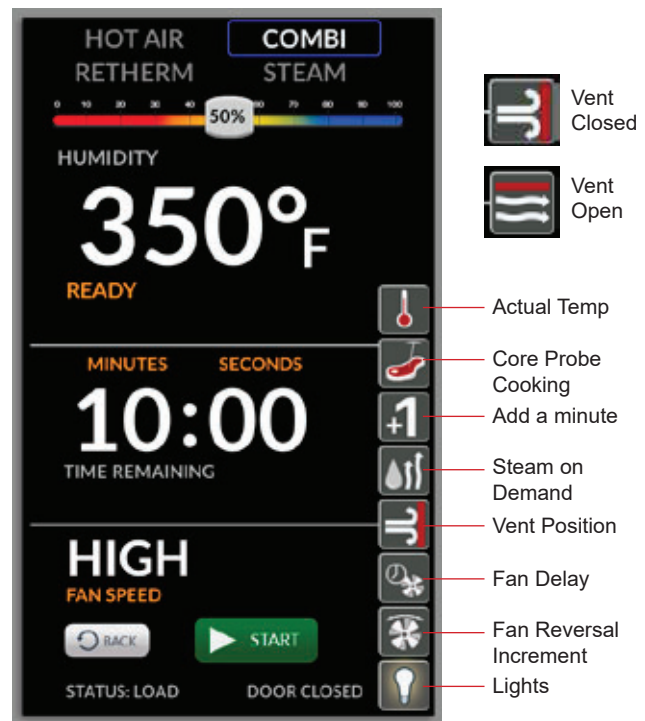 HOT AIR COMBI
RETHERM STEAM
0 10 20 30 40 50% 60 70 80 90 100
HUMIDITY
350°F
READY
MINUTES SECONDS
10:00
TIME REMAINING
HIGH
FAN SPEED
BACK START
STATUS: LOAD DOOR CLOSED
+1
Vent
Closed
Vent
Open
Actual Temp
Core Probe
Cooking
Add a minute
Steam on
Demand
Vent Position
Fan Delay
Fan Reversal
Increment
Lights